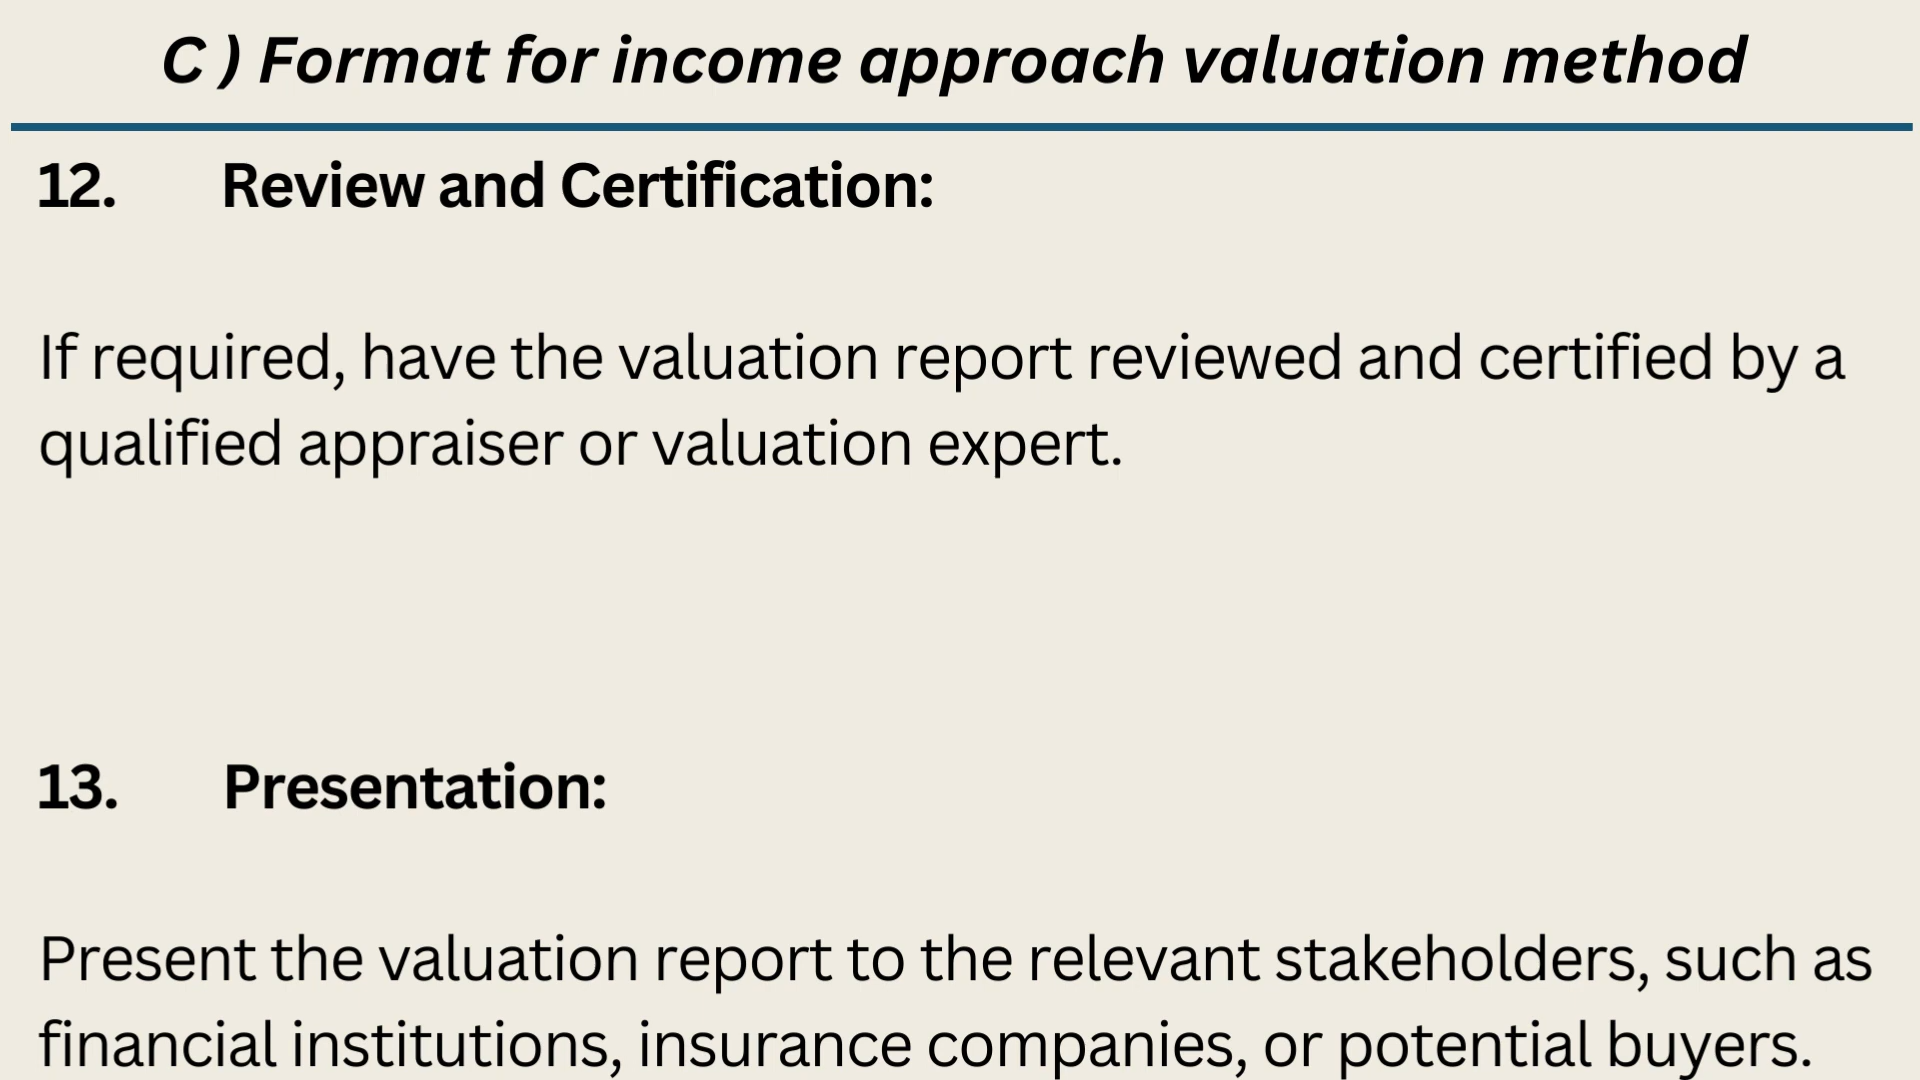 C ) Format for income approach valuation method
12. Review and Certification:
If required, have the valuation report reviewed and certified by a
qualified appraiser or valuation expert.
13. Presentation:
Present the valuation report to the relevant stakeholders, such as
financial institutions, insurance companies, or potential buyers.